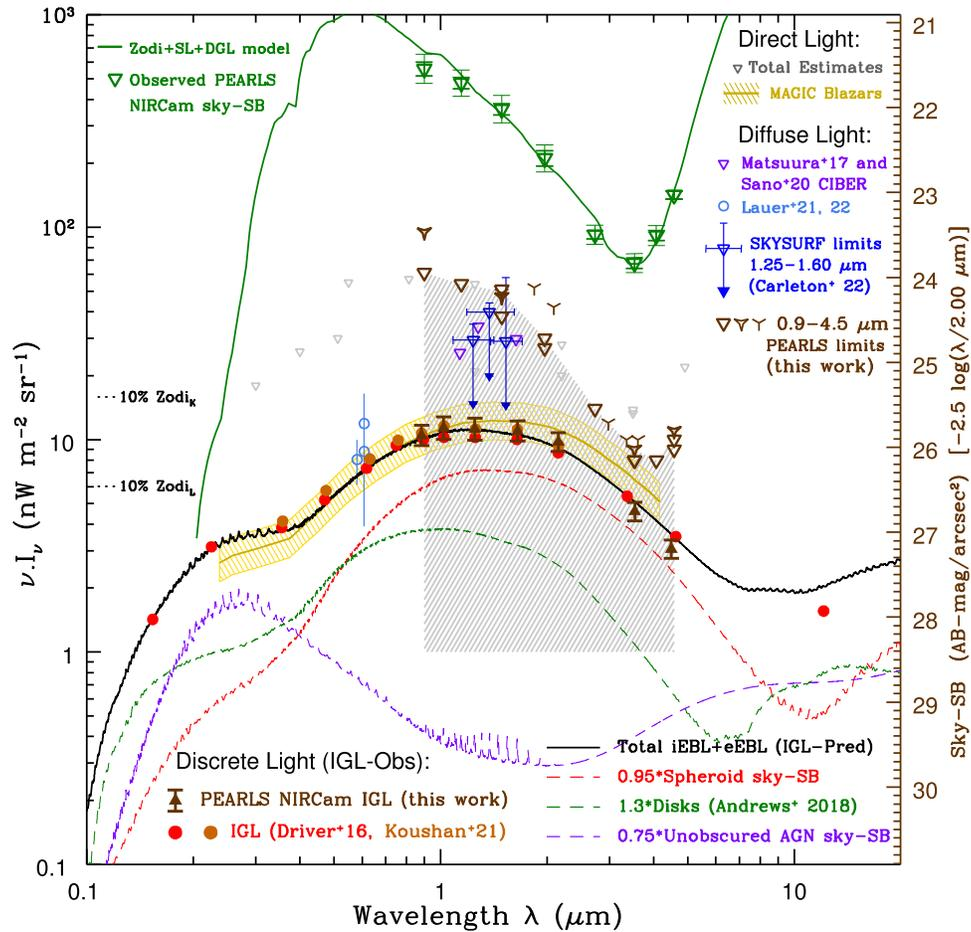 10³
10²
10
1
0.1
ν.Iν (nW m⁻² sr⁻¹)
Zodi+SL+DGL model
Observed PEARLS
NIRCam sky-SB
···10% Zodi_K
···10% Zodi_L
Direct Light:
Total Estimates
MAGIC Blazars
Diffuse Light:
Matsuura⁺17 and
Sano⁺20 CIBER
Lauer⁺21, 22
SKYSURF limits
1.25−1.60 μm
(Carleton⁺ 22)
0.9−4.5 μm
PEARLS limits
(this work)
Discrete Light (IGL-Obs):
PEARLS NIRCam IGL (this work)
IGL (Driver⁺16, Koushan⁺21)
Total iEBL+eEBL (IGL-Pred)
0.95*Spheroid sky-SB
1.3*Disks (Andrews⁺ 2018)
0.75*Unobscured AGN sky-SB
21
22
23
24
25
26
27
28
29
30
Sky-SB (AB-mag/arcsec²) [-2.5 log(λ/2.00 μm)]
0.1 1 10
Wavelength λ (μm)